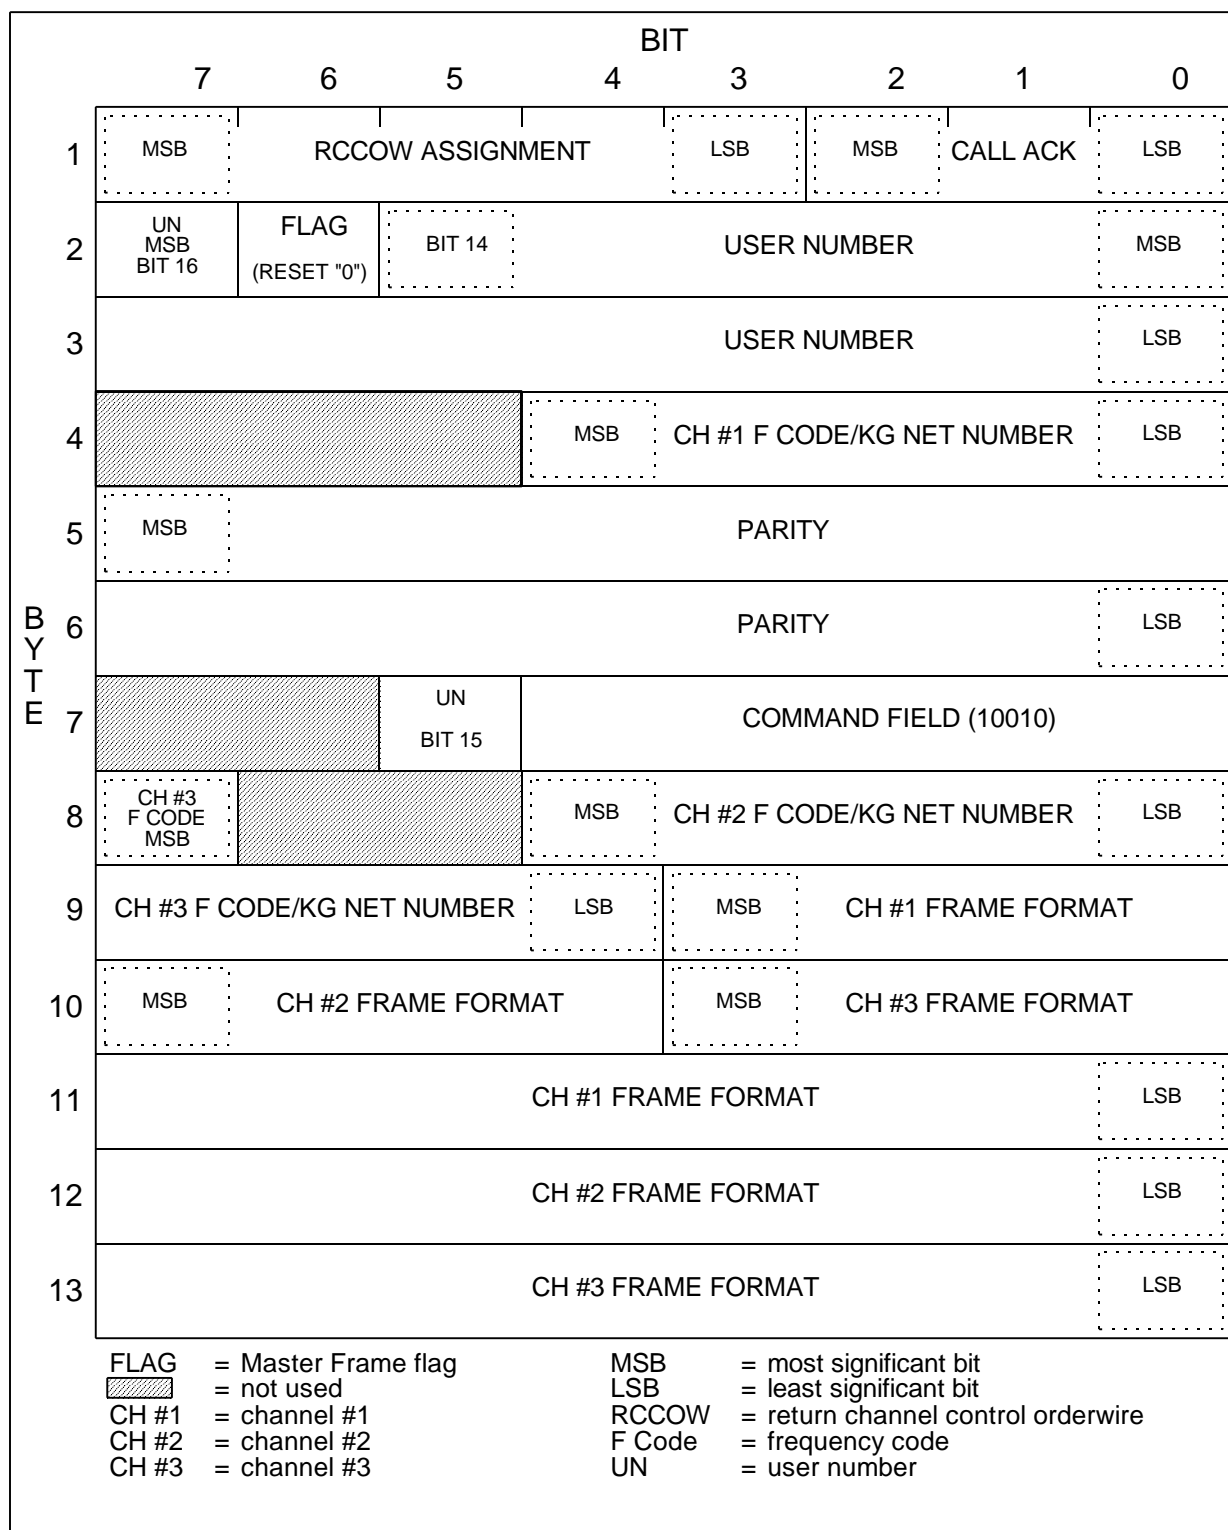 BIT
7 6 5 4 3 2 1 0
1 MSB RCCOW ASSIGNMENT LSB MSB CALL ACK LSB
2 UN MSB BIT 16 FLAG (RESET "0") BIT 14 USER NUMBER MSB
3 USER NUMBER LSB
4 MSB CH #1 F CODE/KG NET NUMBER LSB
5 MSB PARITY
BYTE
6 PARITY LSB
7 UN BIT 15 COMMAND FIELD (10010)
8 CH #3 F CODE MSB MSB CH #2 F CODE/KG NET NUMBER LSB
9 CH #3 F CODE/KG NET NUMBER LSB MSB CH #1 FRAME FORMAT
10 MSB CH #2 FRAME FORMAT MSB CH #3 FRAME FORMAT
11 CH #1 FRAME FORMAT LSB
12 CH #2 FRAME FORMAT LSB
13 CH #3 FRAME FORMAT LSB
FLAG = Master Frame flag MSB = most significant bit
= not used LSB = least significant bit
CH #1 = channel #1 RCCOW = return channel control orderwire
CH #2 = channel #2 F Code = frequency code
CH #3 = channel #3 UN = user number